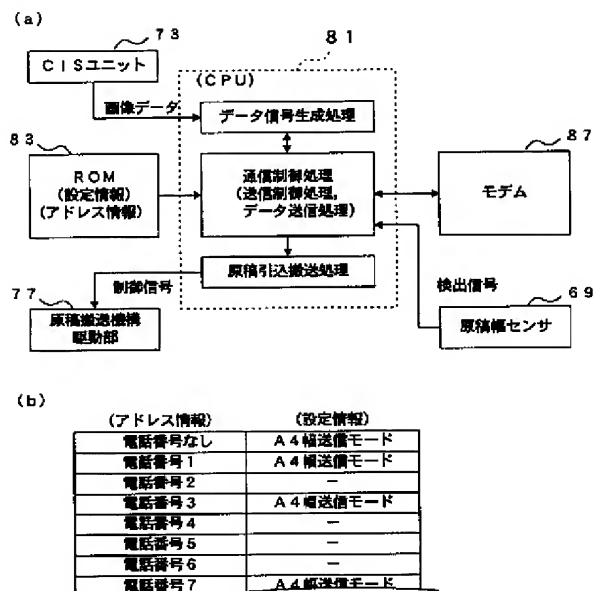 (a)
73
81
CISユニット
(CPU)
画像データ
データ信号生成処理
83
87
ROM
(設定情報)
(アドレス情報)
通信制御処理
(送信制御処理,
データ送信処理)
モデム
原稿引込搬送処理
制御信号
検出信号
77
69
原稿搬送機構
駆動部
原稿幅センサ
(b)
(アドレス情報) (設定情報)
電話番号なし A4幅送信モード
電話番号1 A4幅送信モード
電話番号2 −
電話番号3 A4幅送信モード
電話番号4 −
電話番号5 −
電話番号6 −
電話番号7 A4幅送信モード